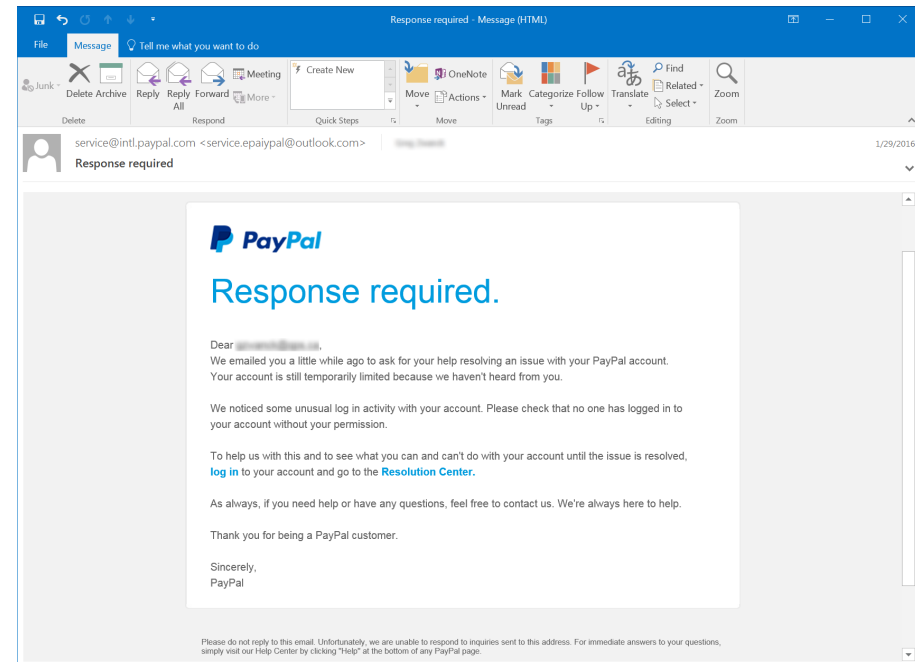 Response required - Message (HTML)
File Message Tell me what you want to do
Junk
Delete Archive
Reply Reply All Forward
Meeting
More
Create New
Move
OneNote
Actions
Mark Unread Categorize Follow Up
Translate
Find
Related
Select
Zoom
Delete Respond Quick Steps Move Tags Editing Zoom
service@intl.paypal.com <service.epaiypal@outlook.com>
1/29/2016
Response required
PayPal
Response required.
Dear ,
We emailed you a little while ago to ask for your help resolving an issue with your PayPal account.
Your account is still temporarily limited because we haven't heard from you.
We noticed some unusual log in activity with your account. Please check that no one has logged in to
your account without your permission.
To help us with this and to see what you can and can't do with your account until the issue is resolved,
log in to your account and go to the Resolution Center.
As always, if you need help or have any questions, feel free to contact us. We're always here to help.
Thank you for being a PayPal customer.
Sincerely,
PayPal
Please do not reply to this email. Unfortunately, we are unable to respond to inquiries sent to this address. For immediate answers to your questions,
simply visit our Help Center by clicking "Help" at the bottom of any PayPal page.